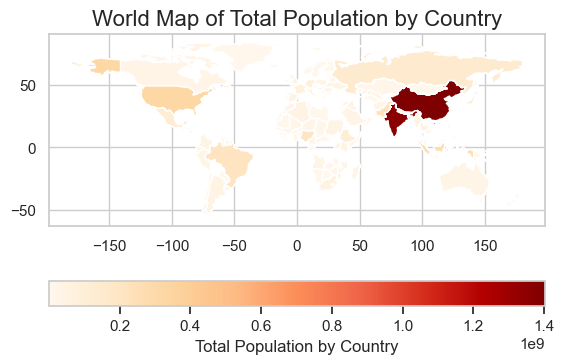 World Map of Total Population by Country
50
0
−50
−150 −100 −50 0 50 100 150
0.2 0.4 0.6 0.8 1.0 1.2 1.4
1e9
Total Population by Country